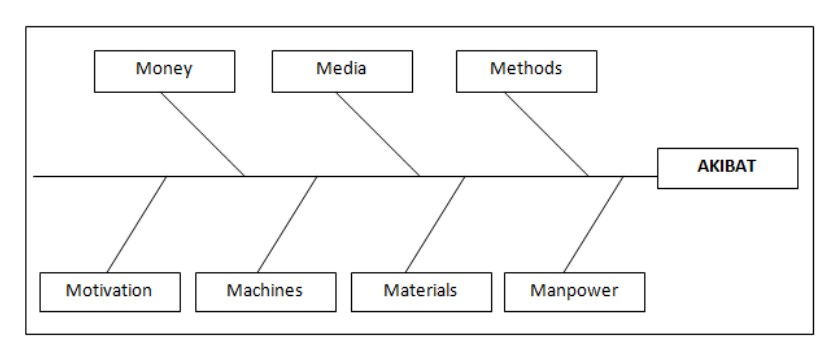 Money
Media
Methods
AKIBAT
Motivation
Machines
Materials
Manpower